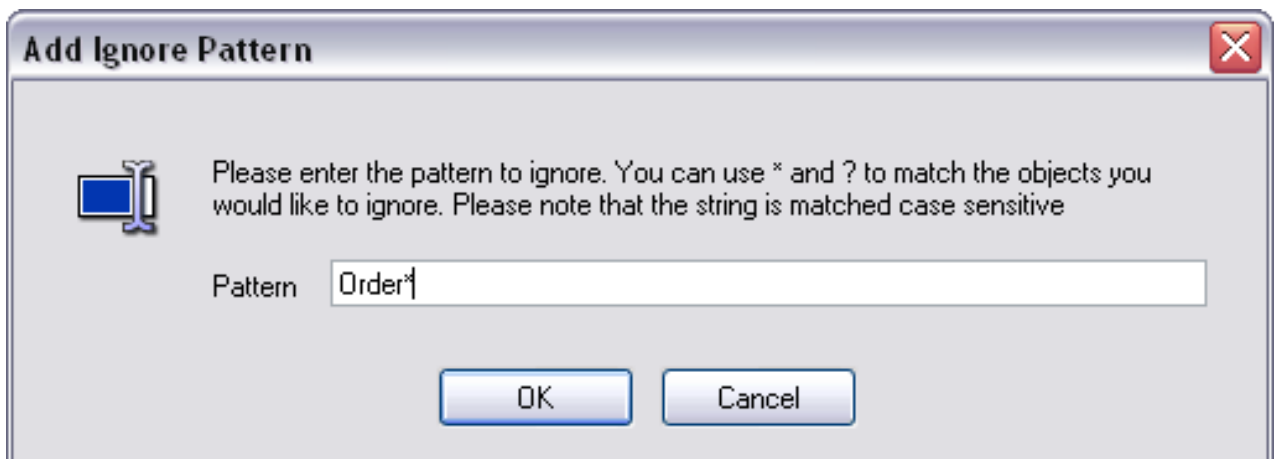 Add Ignore Pattern
Please enter the pattern to ignore. You can use * and ? to match the objects you
would like to ignore. Please note that the string is matched case sensitive
Pattern Order*
OK Cancel